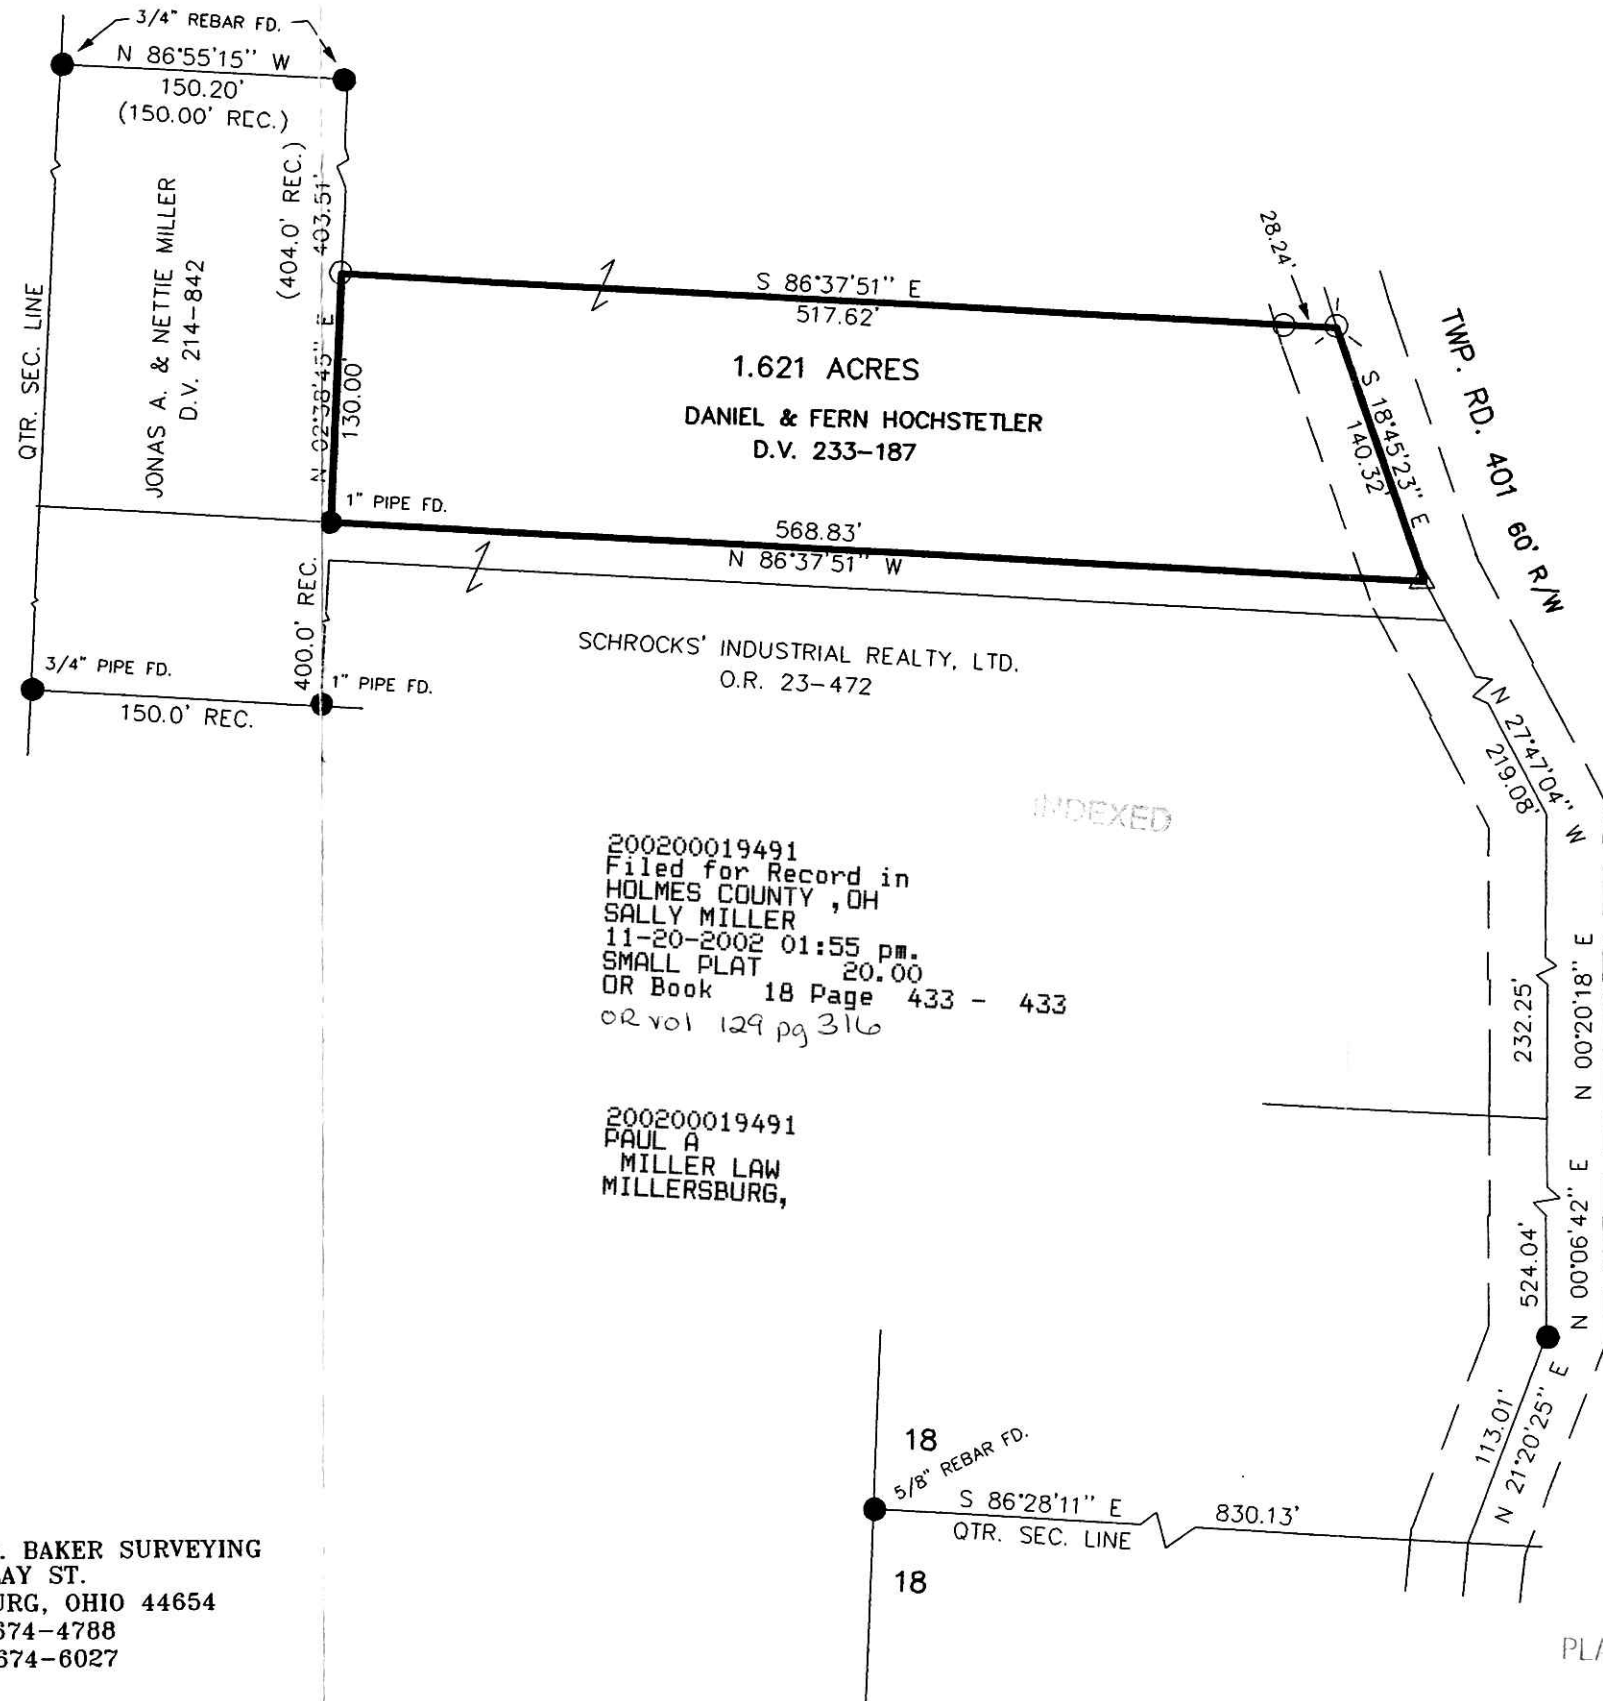 3/4" REBAR FD.
N 86°55'15" W
150.20'
(150.00' REC.)
(404.0' REC.)
403.51'
QTR. SEC. LINE
JONAS A. & NETTIE MILLER
D.V. 214-842
N 02°38'45" E
130.00'
28.24'
S 86°37'51" E
517.62'
1.621 ACRES
DANIEL & FERN HOCHSTETLER
D.V. 233-187
S 18°45'23" E
140.32'
TWP. RD. 401 60' R/W
1" PIPE FD.
568.83'
N 86°37'51" W
400.0' REC.
SCHROCKS' INDUSTRIAL REALTY, LTD.
O.R. 23-472
3/4" PIPE FD.
1" PIPE FD.
150.0' REC.
N 27°47'04" W
219.08'
INDEXED
200200019491
Filed for Record in
HOLMES COUNTY ,OH
SALLY MILLER
11-20-2002 01:55 pm.
SMALL PLAT 20.00
OR Book 18 Page 433 - 433
OR vol 129 pg 316
232.25'
N 00°20'18" E
200200019491
PAUL A
MILLER LAW
MILLERSBURG,
524.04'
N 00°06'42" E
113.01'
N 21°20'25" E
18
5/8" REBAR FD.
S 86°28'11" E
830.13'
QTR. SEC. LINE
18
. BAKER SURVEYING
AY ST.
URG, OHIO 44654
674-4788
674-6027
PLA